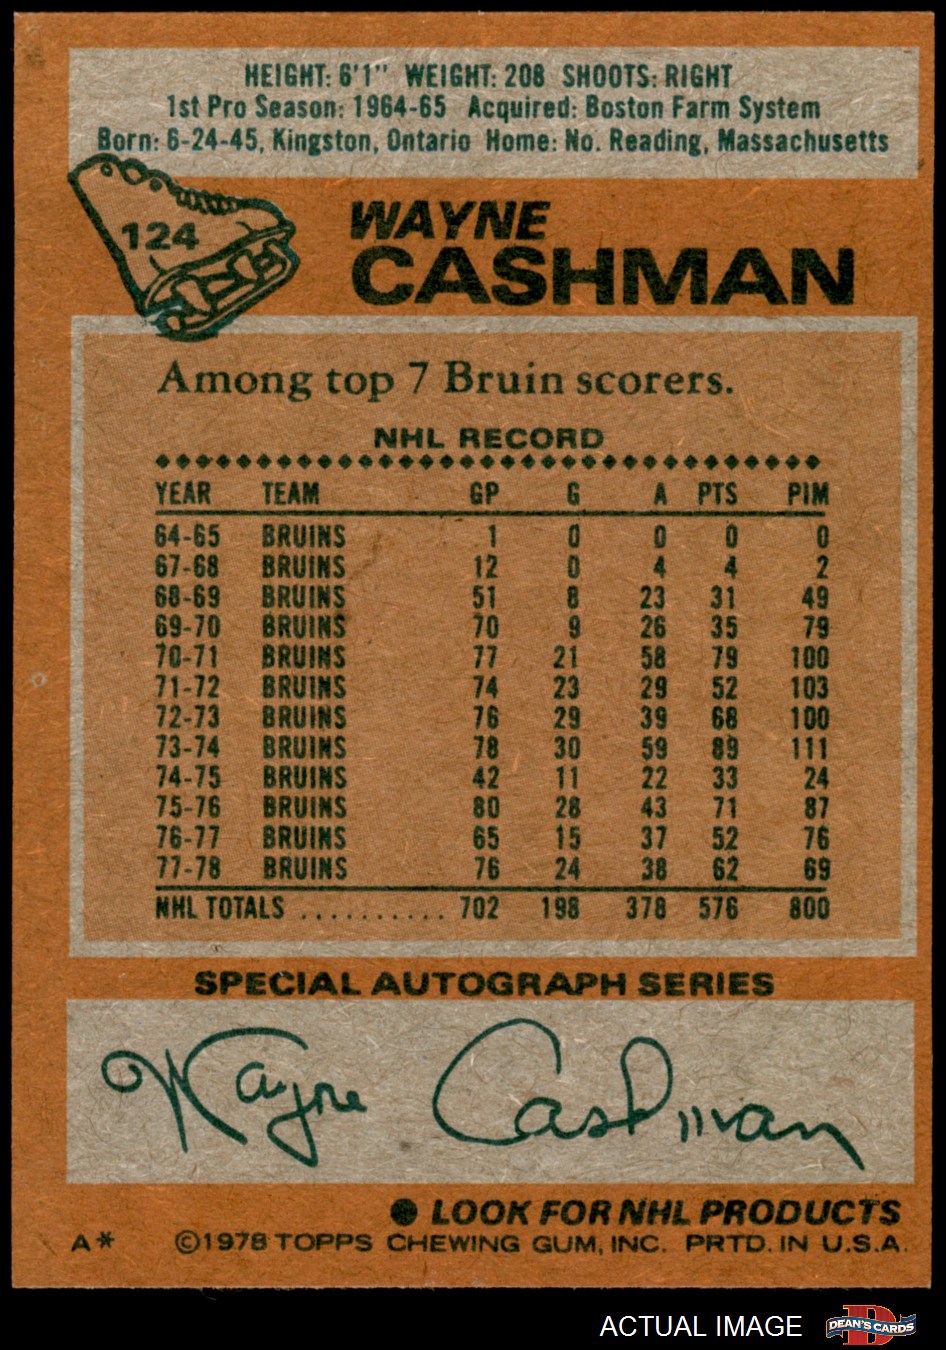 HEIGHT: 6'1" WEIGHT: 208 SHOOTS: RIGHT
1st Pro Season: 1964-65 Acquired: Boston Farm System
Born: 6-24-45, Kingston, Ontario Home: No. Reading, Massachusetts
124
WAYNE
CASHMAN
Among top 7 Bruin scorers.
NHL RECORD
YEAR TEAM GP G A PTS PIM
64-65 BRUINS 1 0 0 0 0
67-68 BRUINS 12 0 4 4 2
68-69 BRUINS 51 8 23 31 49
69-70 BRUINS 70 9 26 35 79
70-71 BRUINS 77 21 58 79 100
71-72 BRUINS 74 23 29 52 103
72-73 BRUINS 76 29 39 68 100
73-74 BRUINS 78 30 59 89 111
74-75 BRUINS 42 11 22 33 24
75-76 BRUINS 80 28 43 71 87
76-77 BRUINS 65 15 37 52 76
77-78 BRUINS 76 24 38 62 69
NHL TOTALS .......... 702 198 378 576 800
SPECIAL AUTOGRAPH SERIES
Wayne Cashman
● LOOK FOR NHL PRODUCTS
A* ©1978 TOPPS CHEWING GUM, INC. PRTD. IN U.S.A.
ACTUAL IMAGE D DEAN'S CARDS